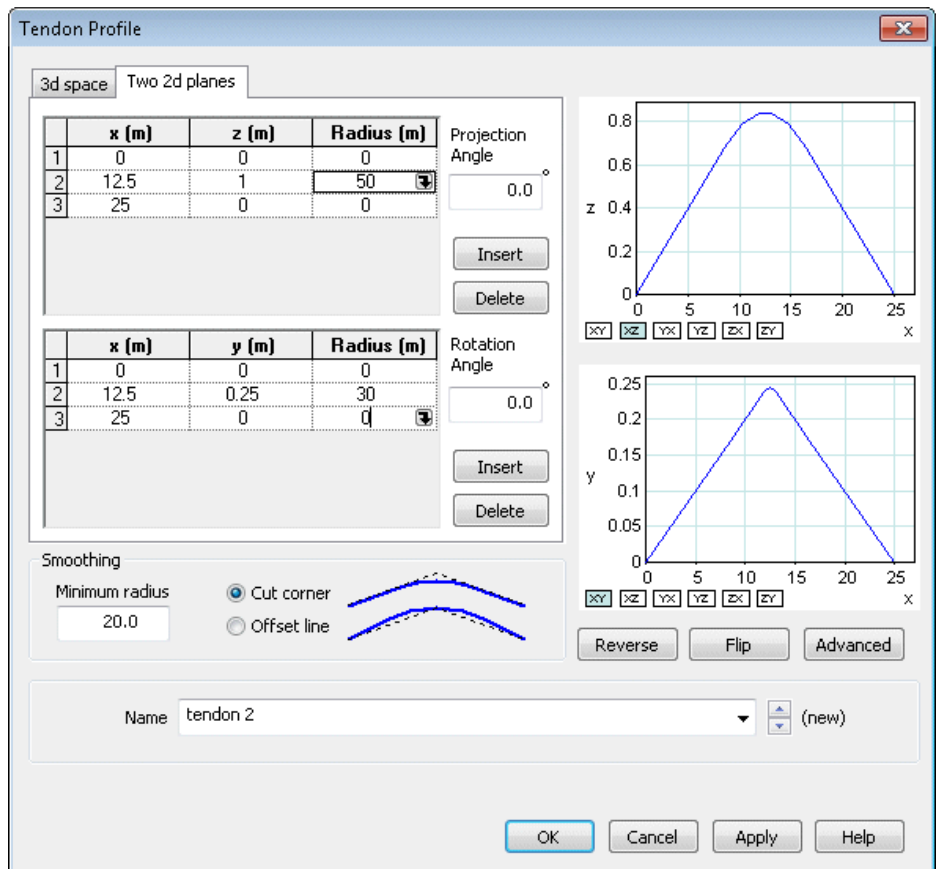 Tendon Profile
3d space Two 2d planes
x (m) z (m) Radius (m)
1 0 0 0
2 12.5 1 50
3 25 0 0
Projection
Angle
0.0 °
Insert
Delete
x (m) y (m) Radius (m)
1 0 0 0
2 12.5 0.25 30
3 25 0 0
Rotation
Angle
0.0 °
Insert
Delete
0.8
0.6
z 0.4
0.2
0
0 5 10 15 20 25
XY XZ YX YZ ZX ZY X
0.25
0.2
0.15
y
0.1
0.05
0
0 5 10 15 20 25
XY XZ YX YZ ZX ZY X
Smoothing
Minimum radius
20.0
Cut corner
Offset line
Reverse Flip Advanced
Name tendon 2 (new)
OK Cancel Apply Help